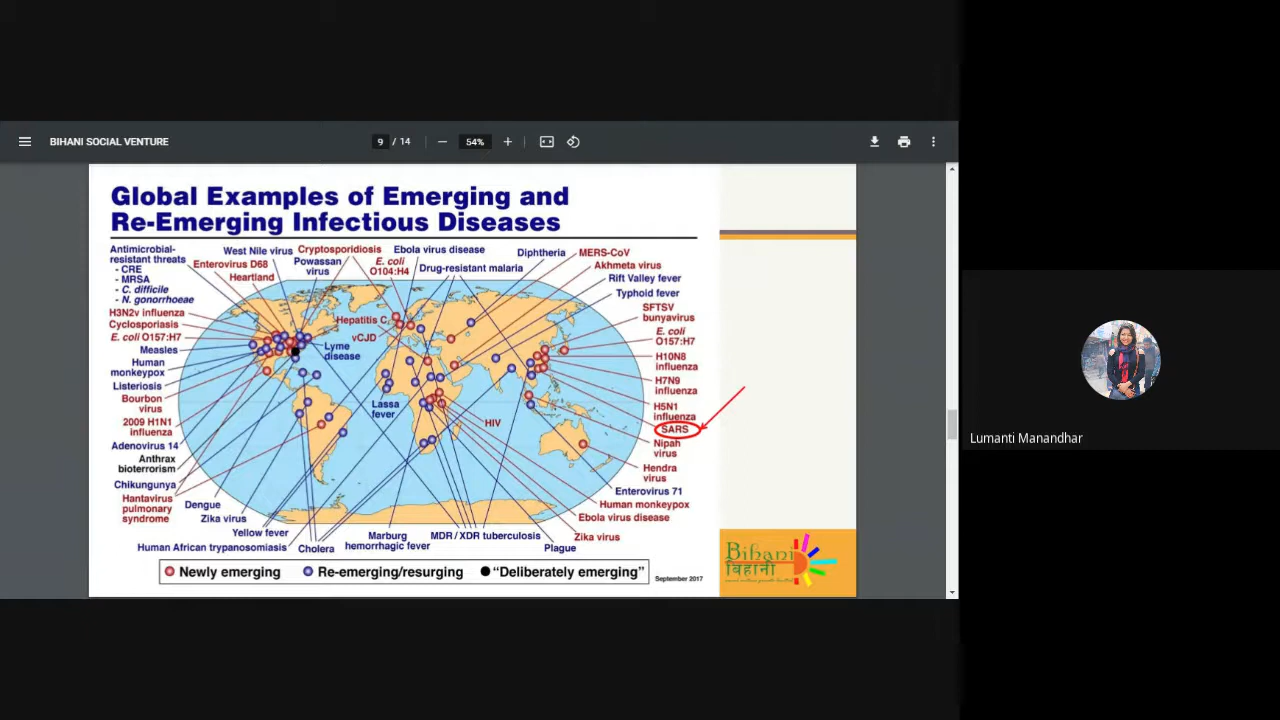 BIHANI SOCIAL VENTURE
9 / 14
54%
Global Examples of Emerging and
Re-Emerging Infectious Diseases
Antimicrobial-
resistant threats
- CRE
- MRSA
- C. difficile
- N. gonorrhoeae
West Nile virus
Enterovirus D68
Heartland
Cryptosporidiosis
Powassan
virus
E. coli
O104:H4
Ebola virus disease
Drug-resistant malaria
Diphtheria
MERS-CoV
Akhmeta virus
Rift Valley fever
Typhoid fever
SFTSV
bunyavirus
E. coli
O157:H7
H10N8
influenza
H7N9
influenza
H5N1
influenza
SARS
Nipah
virus
Hendra
virus
Enterovirus 71
Human monkeypox
Ebola virus disease
Zika virus
Plague
MDR / XDR tuberculosis
Marburg
hemorrhagic fever
Cholera
Human African trypanosomiasis
Yellow fever
Zika virus
Dengue
Hantavirus
pulmonary
syndrome
Chikungunya
Anthrax
bioterrorism
Adenovirus 14
2009 H1N1
influenza
Bourbon
virus
Listeriosis
Human
monkeypox
Measles
E. coli O157:H7
Cyclosporiasis
H3N2v influenza
Hepatitis C
vCJD
Lyme
disease
Lassa
fever
HIV
Newly emerging
Re-emerging/resurging
"Deliberately emerging"
September 2017
Bihani
बिहानी
Lumanti Manandhar